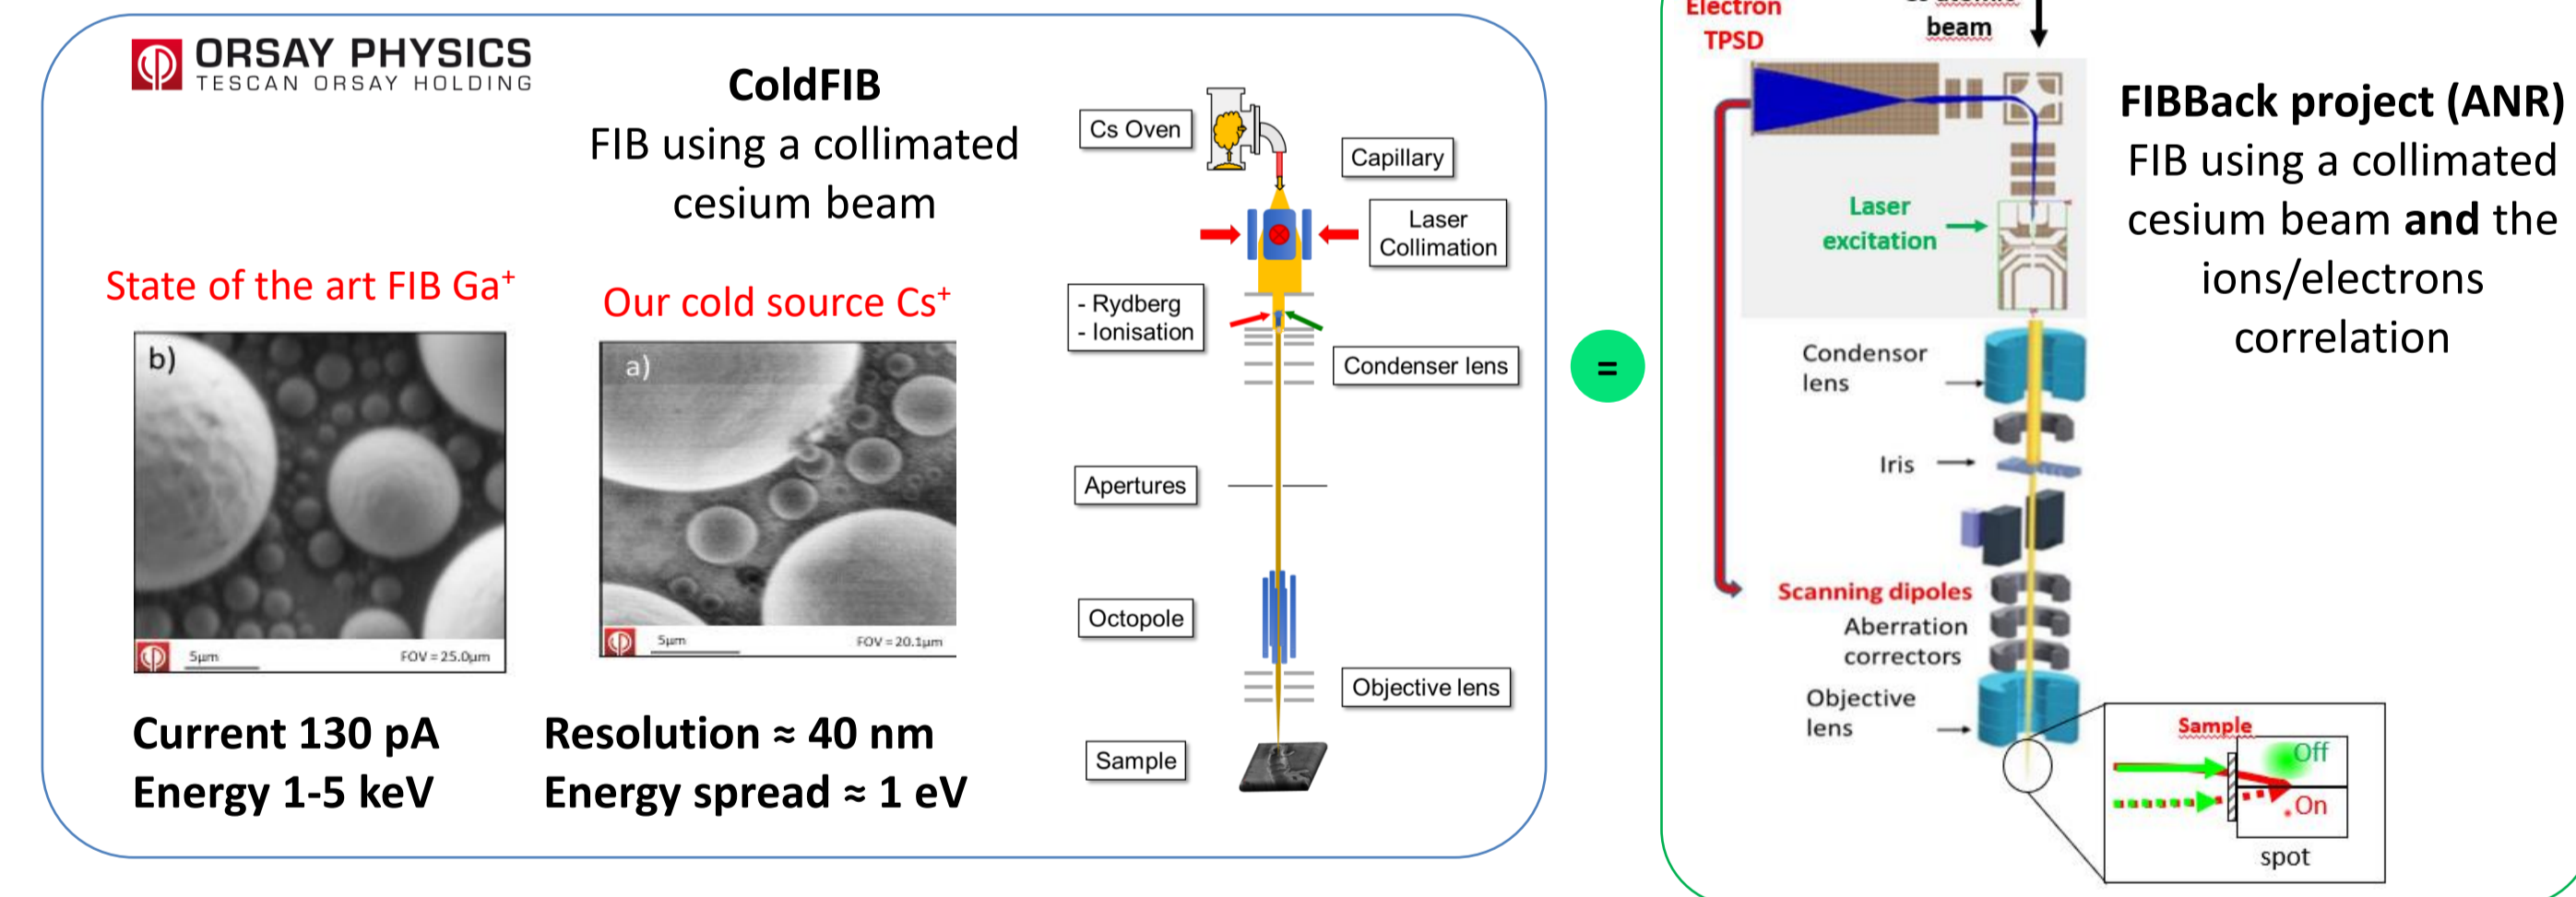 ORSAY PHYSICS
TESCAN ORSAY HOLDING
ColdFIB
FIB using a collimated
cesium beam
State of the art FIB Ga⁺
Our cold source Cs⁺
b)
5µm
FOV = 25.0µm
a)
5µm
FOV = 20.1µm
Current 130 pA
Energy 1-5 keV
Resolution ≈ 40 nm
Energy spread ≈ 1 eV
Cs Oven
Capillary
Laser
Collimation
- Rydberg
- Ionisation
Condenser lens
Apertures
Octopole
Objective lens
Sample
=
Electron
TPSD
beam
Laser
excitation
Condensor
lens
Iris
Scanning dipoles
Aberration
correctors
Objective
lens
Sample
Off
On
spot
FIBBack project (ANR)
FIB using a collimated
cesium beam and the
ions/electrons
correlation